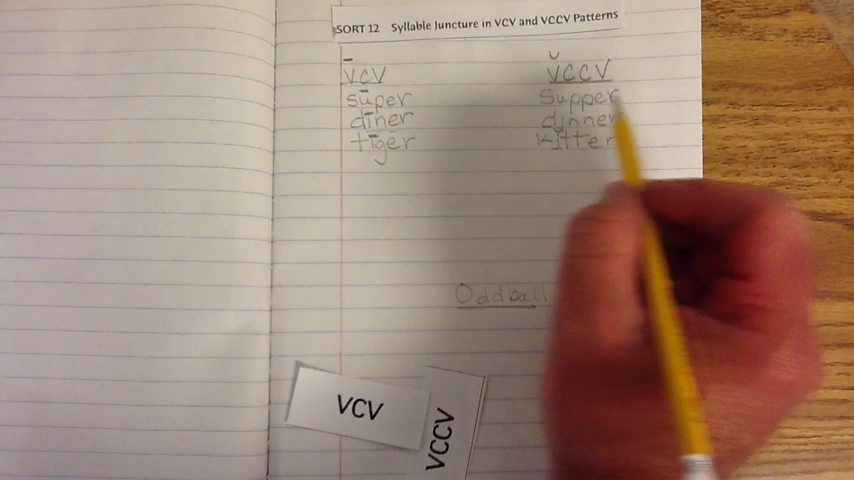 SORT 12 Syllable Juncture in VCV and VCCV Patterns
VCV VCCV
super Supper
diner dinner
tiger Kitten
Oddball
VCV
VCCV